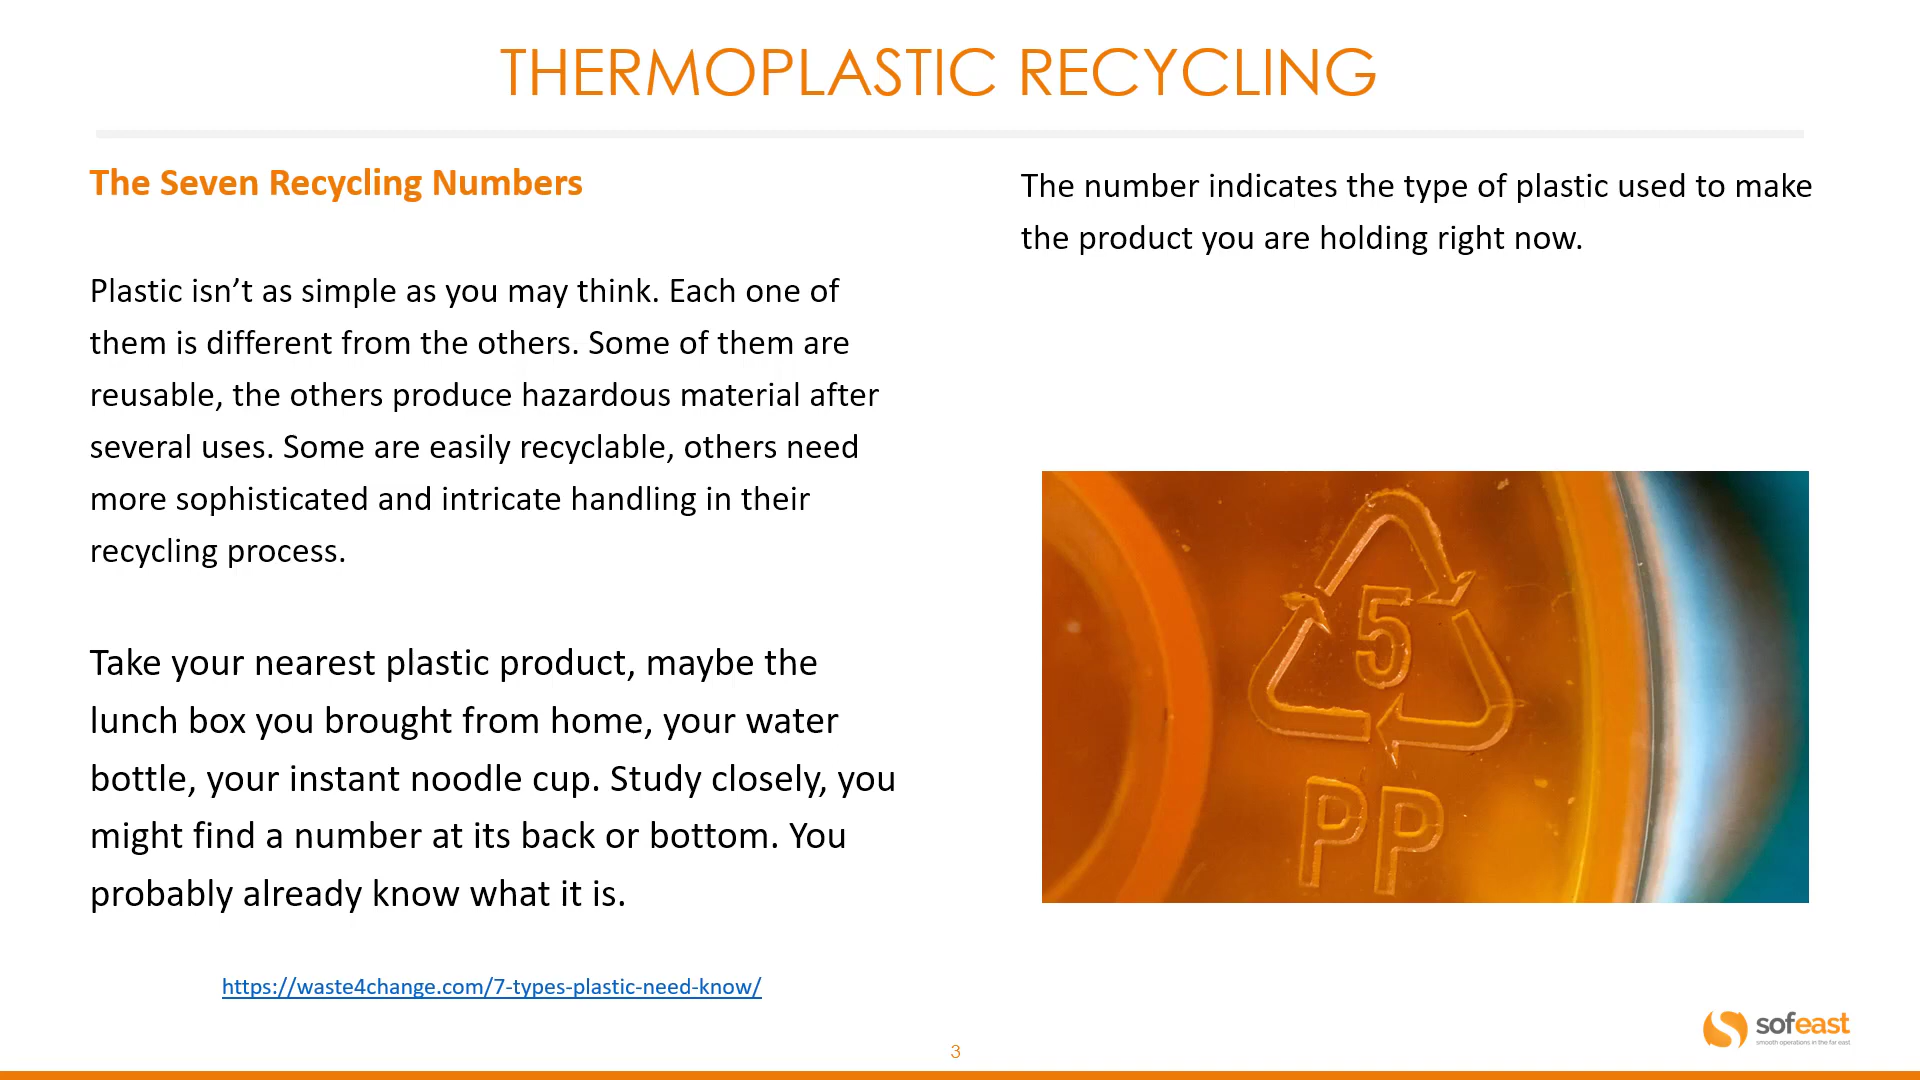 THERMOPLASTIC RECYCLING
The Seven Recycling Numbers
Plastic isn’t as simple as you may think. Each one of
them is different from the others. Some of them are
reusable, the others produce hazardous material after
several uses. Some are easily recyclable, others need
more sophisticated and intricate handling in their
recycling process.
Take your nearest plastic product, maybe the
lunch box you brought from home, your water
bottle, your instant noodle cup. Study closely, you
might find a number at its back or bottom. You
probably already know what it is.
https://waste4change.com/7-types-plastic-need-know/
The number indicates the type of plastic used to make
the product you are holding right now.
5
PP
3
sofeast
smooth operations in the far east